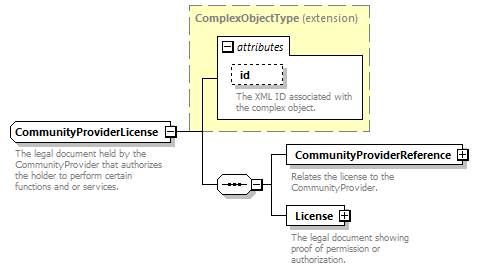 ComplexObjectType (extension)
attributes
id
The XML ID associated with
the complex object.
CommunityProviderLicense
The legal document held by the
CommunityProvider that authorizes
the holder to perform certain
functions and or services.
CommunityProviderReference
Relates the license to the
CommunityProvider.
License
The legal document showing
proof of permission or
authorization.